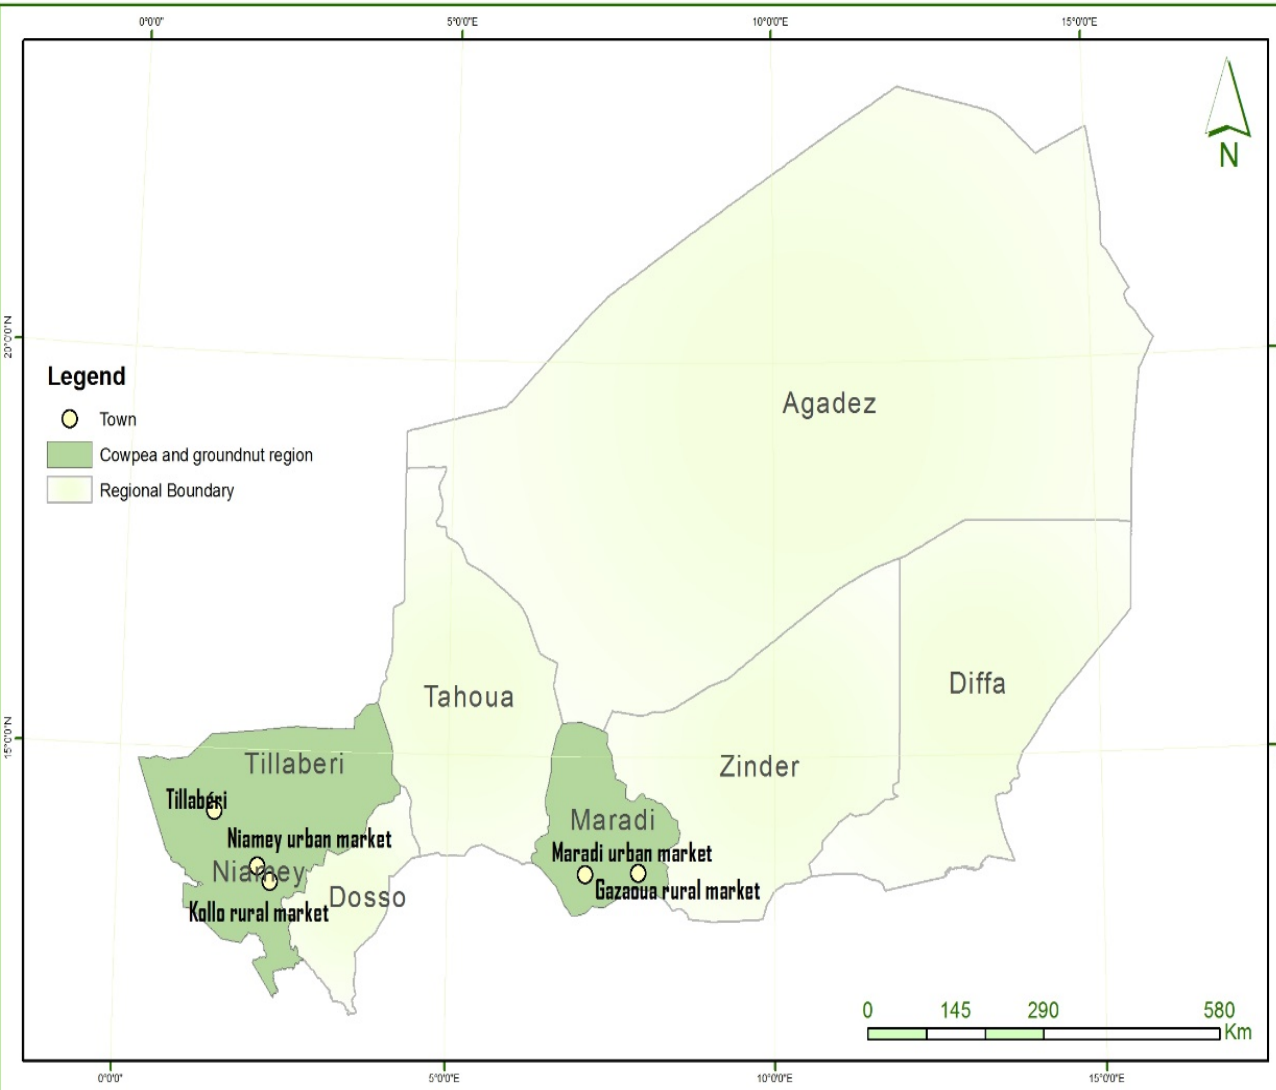 0°0'0"
5°0'0"E
10°0'0"E
15°0'0"E
N
20°0'0"N
Legend
Town
Cowpea and groundnut region
Regional Boundary
Agadez
Tahoua
Diffa
15°0'0"N
Tillaberi
Zinder
Tillabéri
Maradi
Niamey urban market
Maradi urban market
Niamey
Gazaoua rural market
Dosso
Kollo rural market
0 145 290 580
Km
0°0'0"
5°0'0"E
10°0'0"E
15°0'0"E